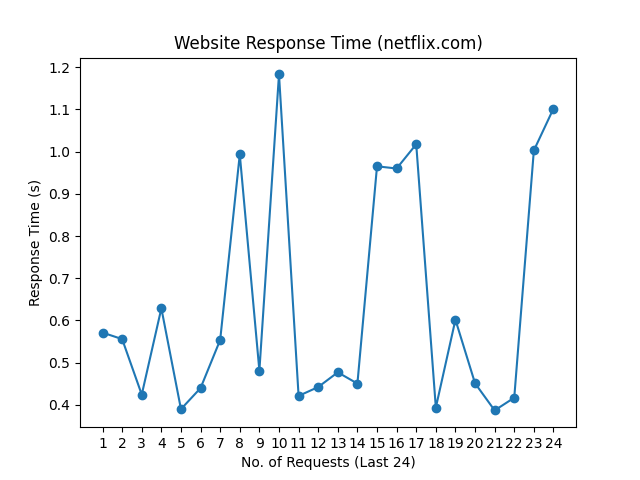 Website Response Time (netflix.com)
1.2
1.1
1.0
0.9
0.8
0.7
0.6
0.5
0.4
Response Time (s)
1 2 3 4 5 6 7 8 9 10 11 12 13 14 15 16 17 18 19 20 21 22 23 24
No. of Requests (Last 24)